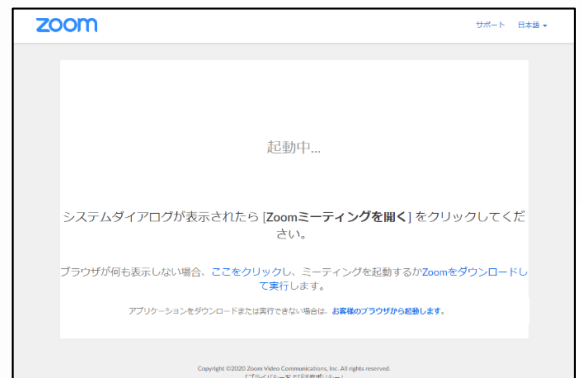 zoom
サポート 日本語
起動中...
システムダイアログが表示されたら [Zoomミーティングを開く] をクリックしてくだ
さい。
ブラウザが何も表示しない場合、ここをクリックし、ミーティングを起動するかZoomをダウンロードし
て実行します。
アプリケーションをダウンロードまたは実行できない場合は、お客様のブラウザから起動します。
Copyright ©2020 Zoom Video Communications, Inc. All rights reserved.